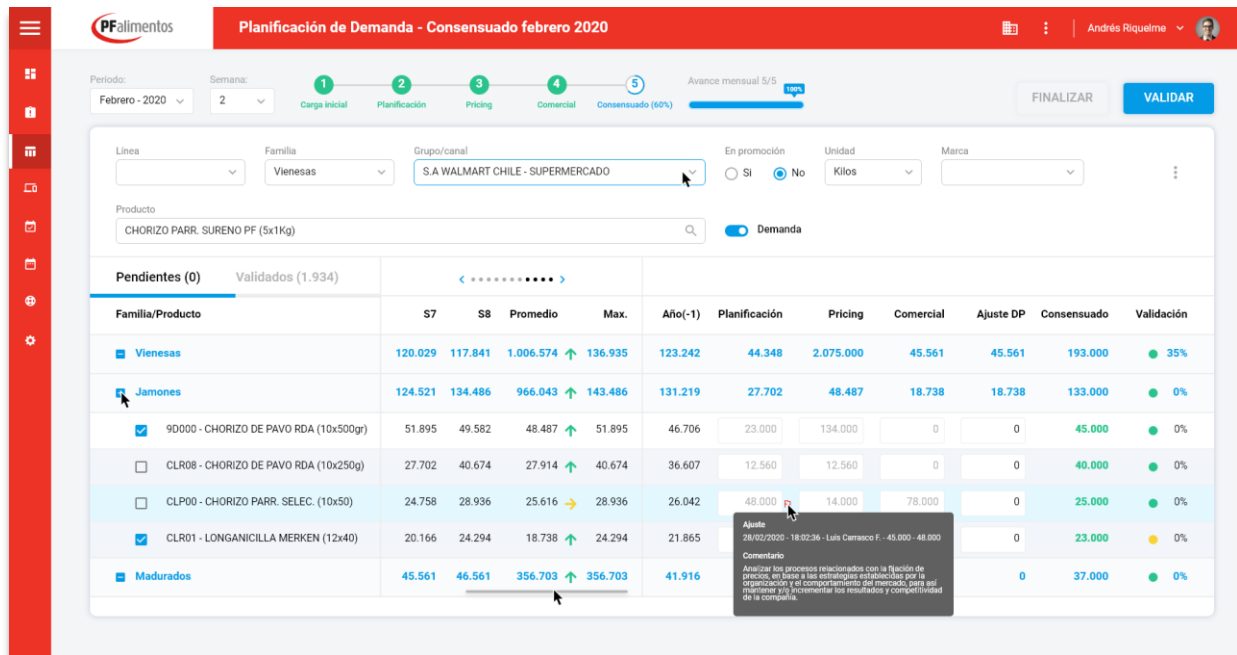 PFalimentos
Planificación de Demanda - Consensuado febrero 2020
Andrés Riquelme
Periodo:
Febrero - 2020
Semana:
2
1 2 3 4 5
Carga inicial Planificación Pricing Comercial Consensuado (60%)
Avance mensual 5/5
100%
FINALIZAR
VALIDAR
Línea Familia Grupo/canal En promoción Unidad Marca
Vienesas S.A WALMART CHILE - SUPERMERCADO Si No Kilos
Producto
CHORIZO PARR. SURENO PF (5x1Kg) Demanda
Pendientes (0) Validados (1.934)
Familia/Producto S7 S8 Promedio Max. Año(-1) Planificación Pricing Comercial Ajuste DP Consensuado Validación
Vienesas 120.029 117.841 1.006.574 136.935 123.242 44.348 2.075.000 45.561 45.561 193.000 35%
Jamones 124.521 134.486 966.043 143.486 131.219 27.702 48.487 18.738 18.738 133.000 0%
9D000 - CHORIZO DE PAVO RDA (10x500gr) 51.895 49.582 48.487 51.895 46.706 23.000 134.000 0 0 45.000 0%
CLR08 - CHORIZO DE PAVO RDA (10x250g) 27.702 40.674 27.914 40.674 36.607 12.560 12.560 0 0 40.000 0%
CLP00 - CHORIZO PARR. SELEC. (10x50) 24.758 28.936 25.616 28.936 26.042 48.000 14.000 78.000 0 25.000 0%
CLR01 - LONGANICILLA MERKEN (12x40) 20.166 24.294 18.738 24.294 21.865 0 23.000 0%
Madurados 45.561 46.561 356.703 356.703 41.916 0 37.000 0%
Ajuste
28/02/2020 - 18:02:36 - Luis Carrasco F. - 45.000 - 48.000
Comentario
Analizar los procesos relacionados con la fijación de
precios, en base a las estrategias establecidas por la
organización y el comportamiento del mercado, para así
mantener y/o incrementar los resultados y competitividad
de la compañía.